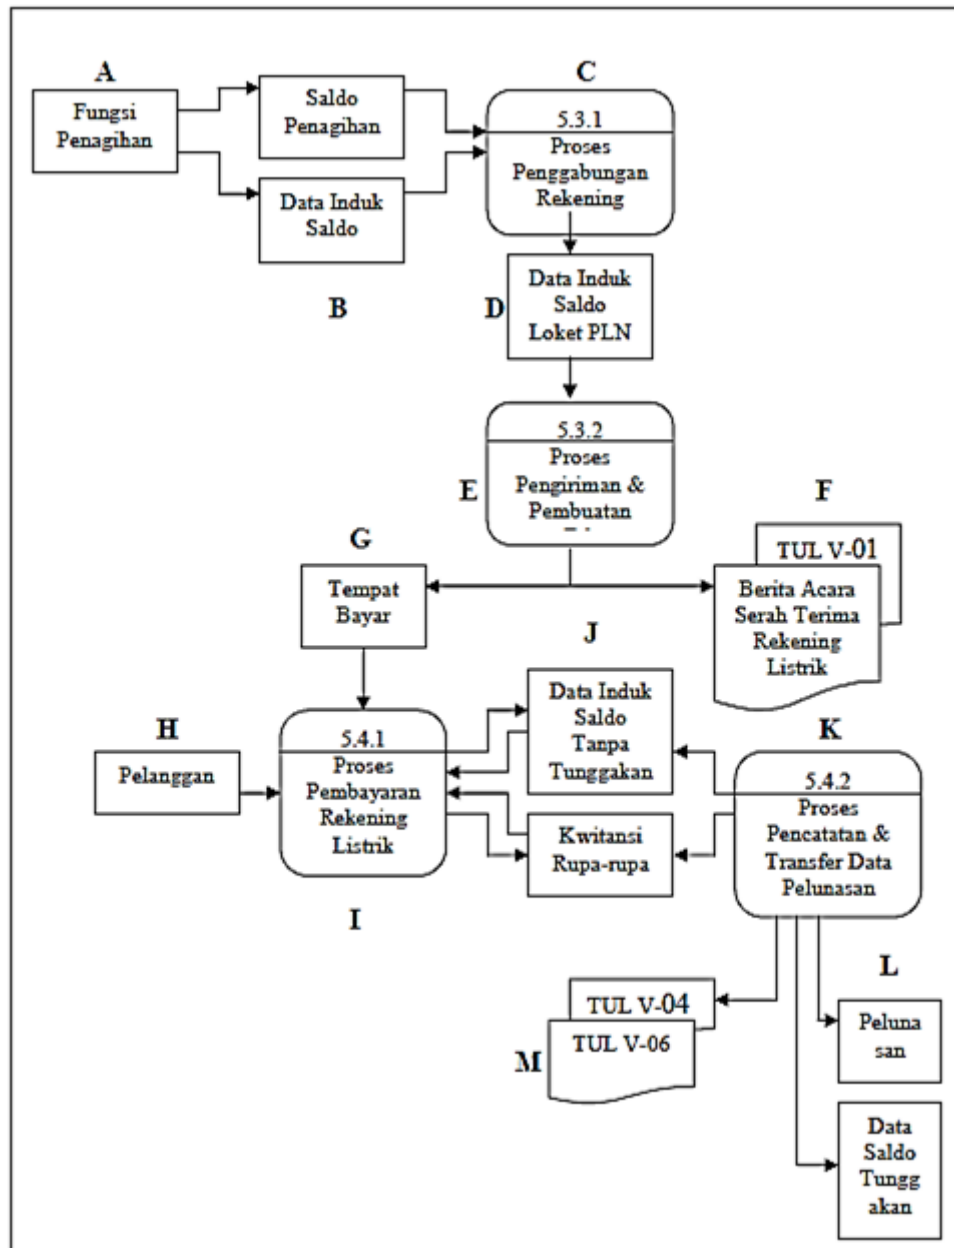 A
Fungsi
Penagihan
Saldo
Penagihan
Data Induk
Saldo
B
C
5.3.1
Proses
Penggabungan
Rekening
D
Data Induk
Saldo
Loket PLN
E
5.3.2
Proses
Pengiriman &
Pembuatan
F
TUL V-01
Berita Acara
Serah Terima
Rekening
Listrik
G
Tempat
Bayar
H
Pelanggan
5.4.1
Proses
Pembayaran
Rekening
Listrik
I
J
Data Induk
Saldo
Tanpa
Tunggakan
Kwitansi
Rupa-rupa
K
5.4.2
Proses
Pencatatan &
Transfer Data
Pelunasan
L
Peluna
san
Data
Saldo
Tungg
akan
M
TUL V-04
TUL V-06